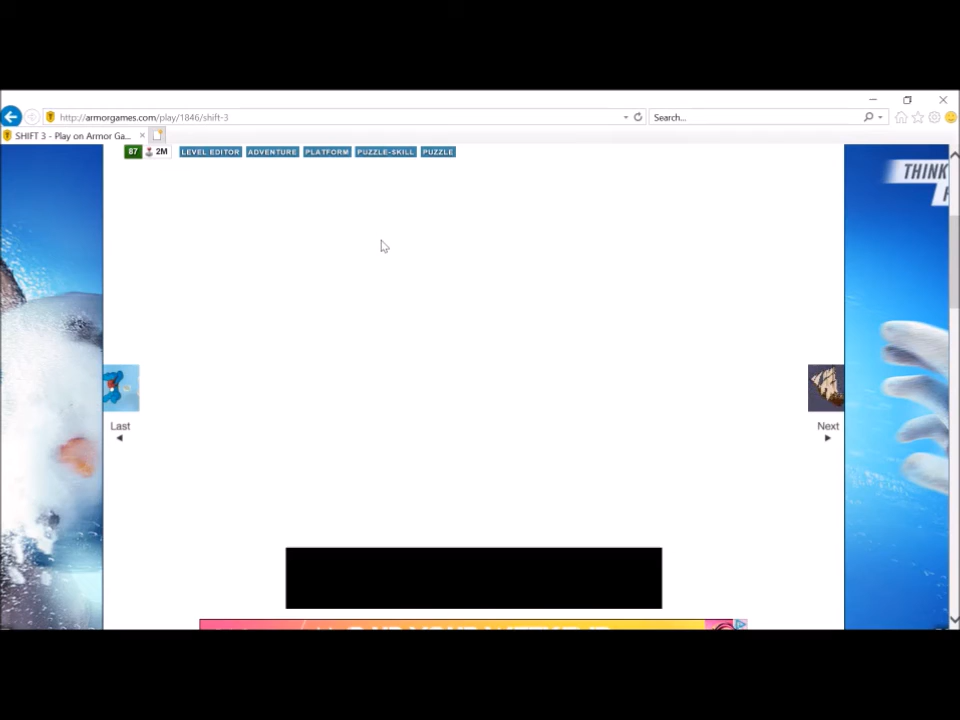 http://armorgames.com/play/1846/shift-3
Search...
SHIFT 3 - Play on Armor Ga...
87 2M LEVEL EDITOR ADVENTURE PLATFORM PUZZLE-SKILL PUZZLE
THINK
Last
Next